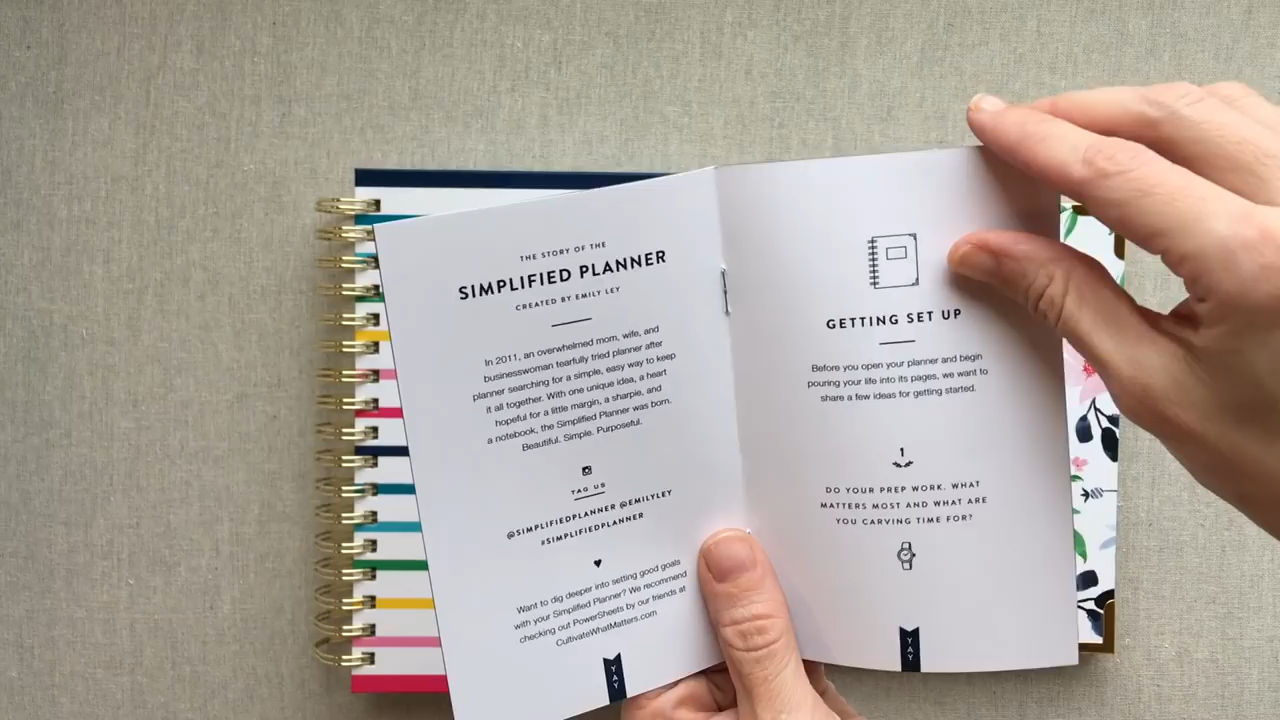 THE STORY OF THE
SIMPLIFIED PLANNER
CREATED BY EMILY LEY
In 2011, an overwhelmed mom, wife, and
businesswoman tearfully tried planner after
planner searching for a simple, easy way to keep
it all together. With one unique idea, a heart
hopeful for a little margin, a sharpie, and
a notebook, the Simplified Planner was born.
Beautiful. Simple. Purposeful.
TAG US
@SIMPLIFIEDPLANNER @EMILYLEY
#SIMPLIFIEDPLANNER
Want to dig deeper into setting good goals
with your Simplified Planner? We recommend
checking out PowerSheets by our friends at
CultivateWhatMatters.com
YAY
GETTING SET UP
Before you open your planner and begin
pouring your life into its pages, we want to
share a few ideas for getting started.
1
DO YOUR PREP WORK. WHAT
MATTERS MOST AND WHAT ARE
YOU CARVING TIME FOR?
YAY